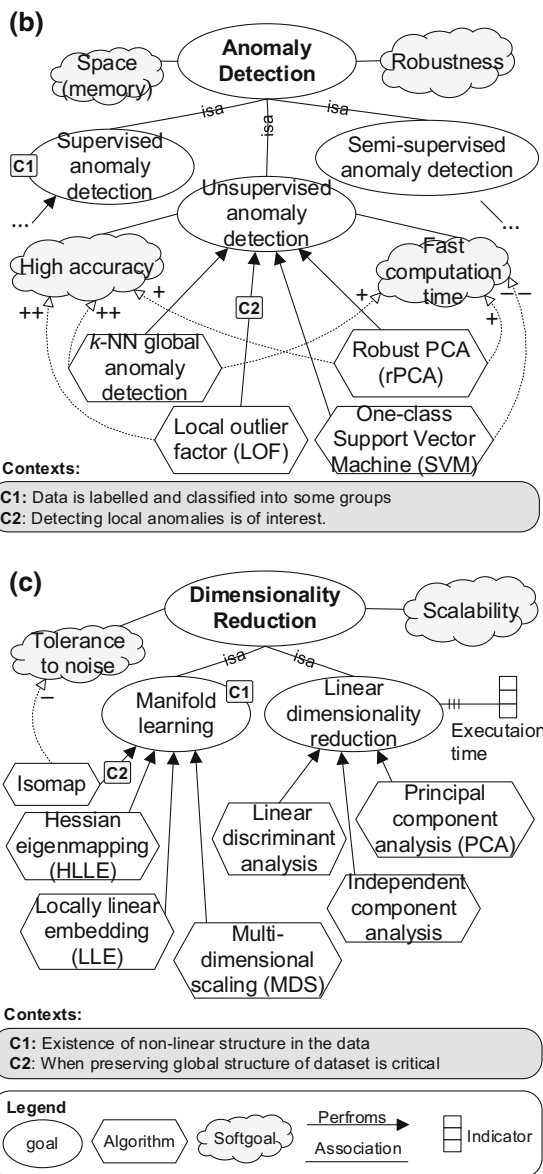 (b)
Anomaly
Detection
Space
(memory)
Robustness
isa
isa
isa
C1
Supervised
anomaly
detection
Semi-supervised
anomaly detection
Unsupervised
anomaly
detection
...
...
High accuracy
Fast
computation
time
++
++
+
+
+
– –
C2
k-NN global
anomaly
detection
Robust PCA
(rPCA)
Local outlier
factor (LOF)
One-class
Support Vector
Machine (SVM)
Contexts:
C1: Data is labelled and classified into some groups
C2: Detecting local anomalies is of interest.
(c)
Dimensionality
Reduction
Scalability
Tolerance
to noise
isa
isa
–
Manifold
learning
C1
Linear
dimensionality
reduction
Executaion
time
C2
Isomap
Hessian
eigenmapping
(HLLE)
Linear
discriminant
analysis
Principal
component
analysis (PCA)
Locally linear
embedding
(LLE)
Multi-
dimensional
scaling (MDS)
Independent
component
analysis
Contexts:
C1: Existence of non-linear structure in the data
C2: When preserving global structure of dataset is critical
Legend
goal
Algorithm
Softgoal
Perfroms
Association
Indicator